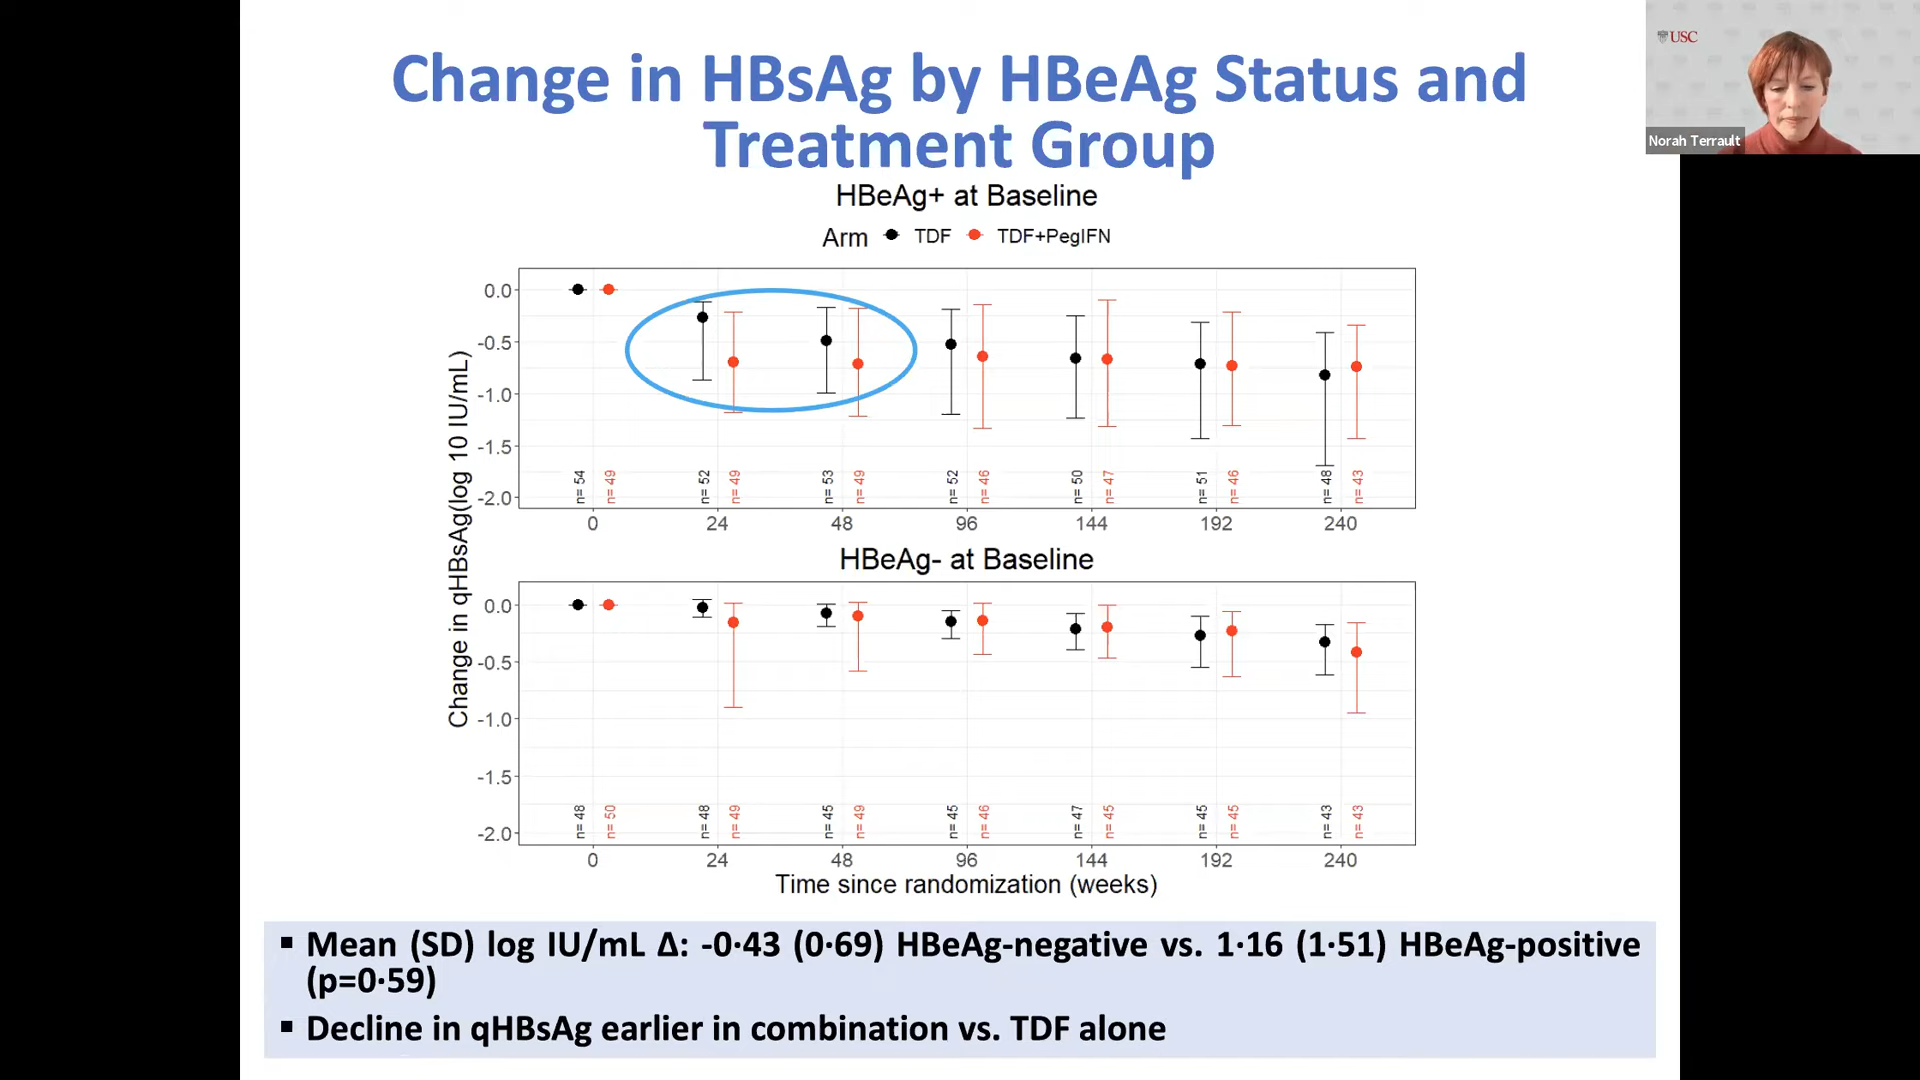 Change in HBsAg by HBeAg Status and
Treatment Group
USC
Norah Terrault
HBeAg+ at Baseline
Arm TDF TDF+PegIFN
Change in qHBsAg(log 10 IU/mL)
0.0
-0.5
-1.0
-1.5
-2.0
n= 54 n= 49 n= 52 n= 49 n= 53 n= 49 n= 52 n= 46 n= 50 n= 47 n= 51 n= 46 n= 48 n= 43
0 24 48 96 144 192 240
HBeAg- at Baseline
0.0
-0.5
-1.0
-1.5
-2.0
n= 48 n= 50 n= 48 n= 49 n= 45 n= 49 n= 45 n= 46 n= 47 n= 45 n= 45 n= 45 n= 43 n= 43
0 24 48 96 144 192 240
Time since randomization (weeks)
▪ Mean (SD) log IU/mL Δ: -0·43 (0·69) HBeAg-negative vs. 1·16 (1·51) HBeAg-positive
(p=0·59)
▪ Decline in qHBsAg earlier in combination vs. TDF alone